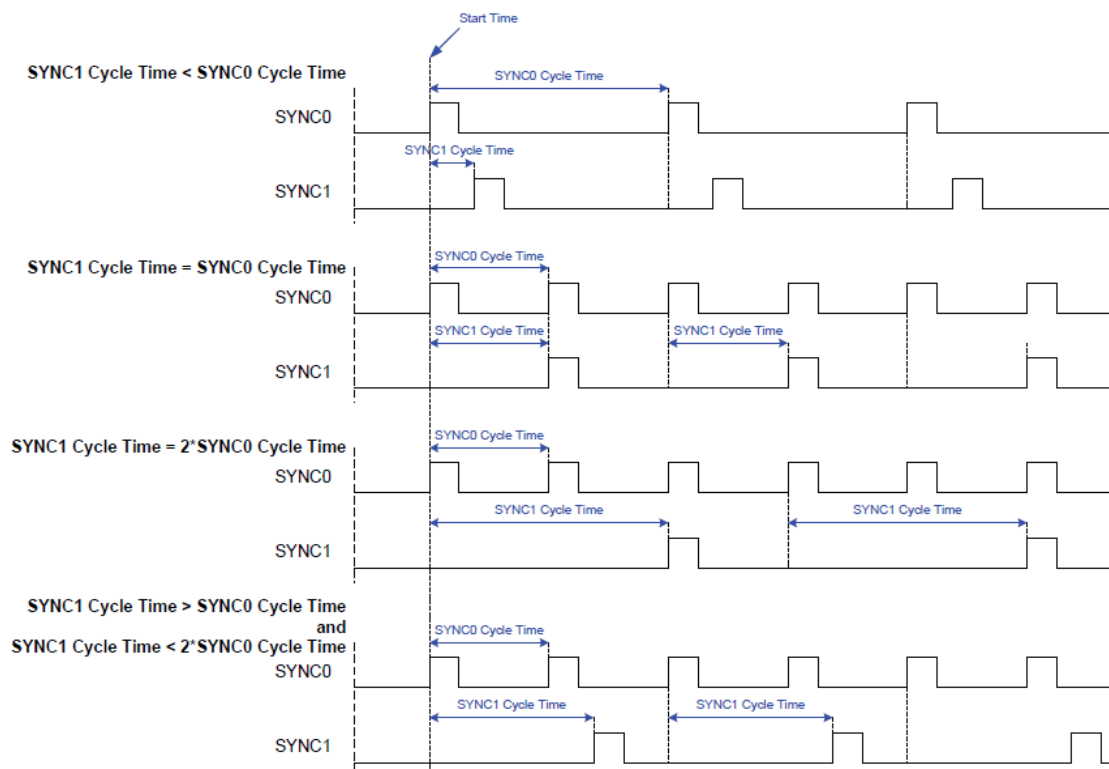 Start Time
SYNC1 Cycle Time < SYNC0 Cycle Time
SYNC0 Cycle Time
SYNC0
SYNC1 Cycle Time
SYNC1
SYNC1 Cycle Time = SYNC0 Cycle Time
SYNC0 Cycle Time
SYNC0
SYNC1 Cycle Time
SYNC1 Cycle Time
SYNC1
SYNC1 Cycle Time = 2*SYNC0 Cycle Time
SYNC0 Cycle Time
SYNC0
SYNC1 Cycle Time
SYNC1 Cycle Time
SYNC1
SYNC1 Cycle Time > SYNC0 Cycle Time
and
SYNC1 Cycle Time < 2*SYNC0 Cycle Time
SYNC0 Cycle Time
SYNC0
SYNC1 Cycle Time
SYNC1 Cycle Time
SYNC1